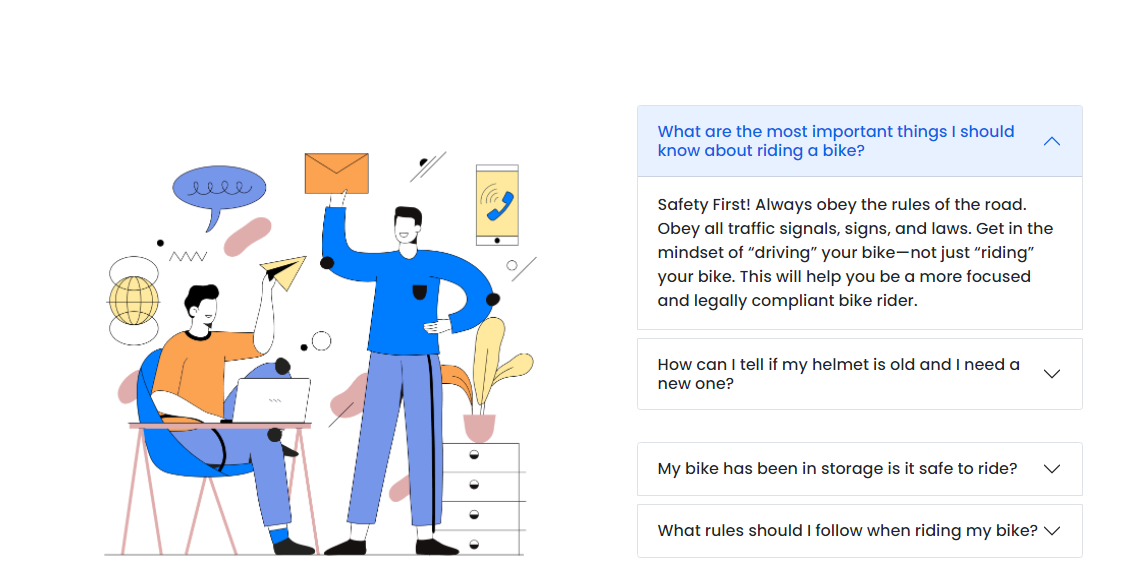 What are the most important things I should
know about riding a bike?
Safety First! Always obey the rules of the road.
Obey all traffic signals, signs, and laws. Get in the
mindset of “driving” your bike—not just “riding”
your bike. This will help you be a more focused
and legally compliant bike rider.
How can I tell if my helmet is old and I need a
new one?
My bike has been in storage is it safe to ride?
What rules should I follow when riding my bike?